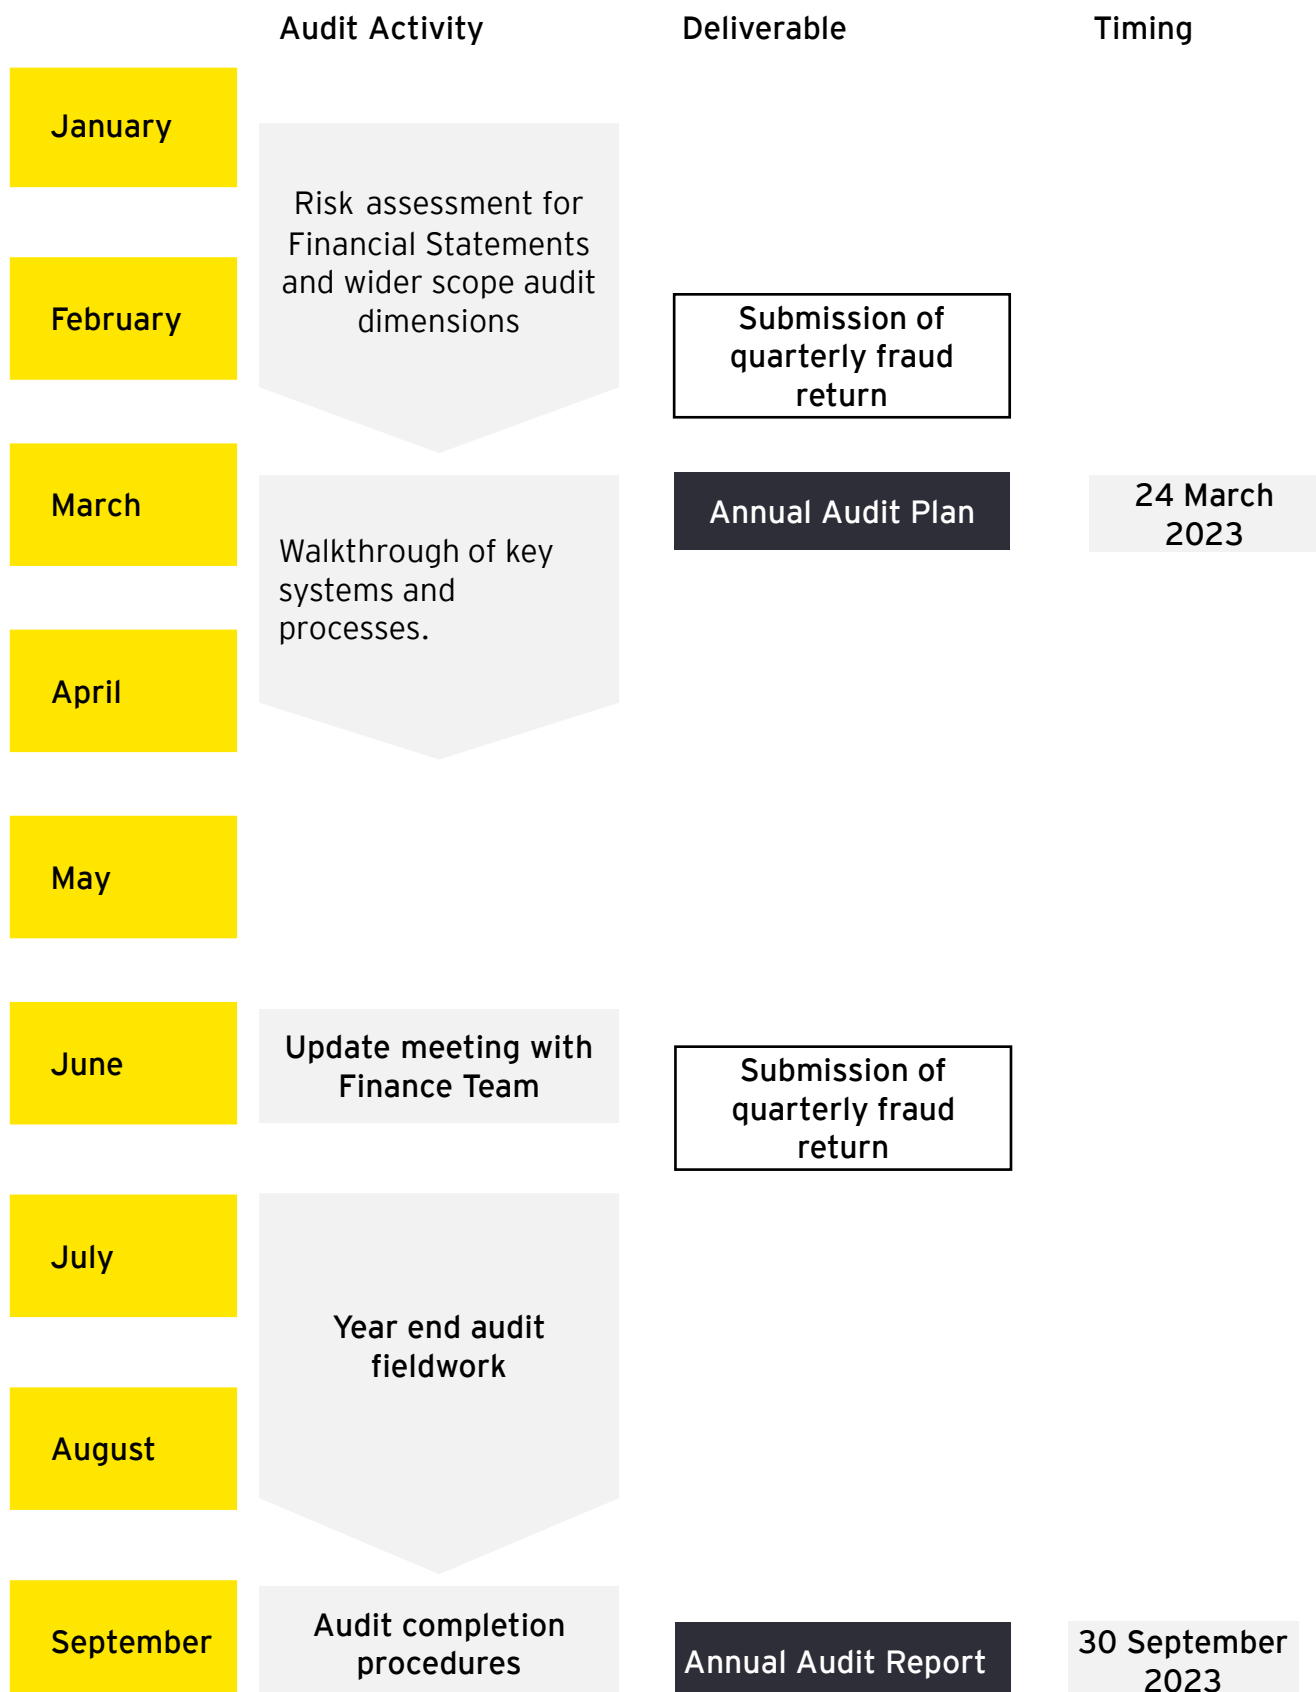 Audit Activity
Deliverable
Timing
January
Risk assessment for
Financial Statements
and wider scope audit
dimensions
February
Submission of
quarterly fraud
return
March
Annual Audit Plan
24 March
2023
Walkthrough of key
systems and
processes.
April
May
June
Update meeting with
Finance Team
Submission of
quarterly fraud
return
July
Year end audit
fieldwork
August
September
Audit completion
procedures
Annual Audit Report
30 September
2023